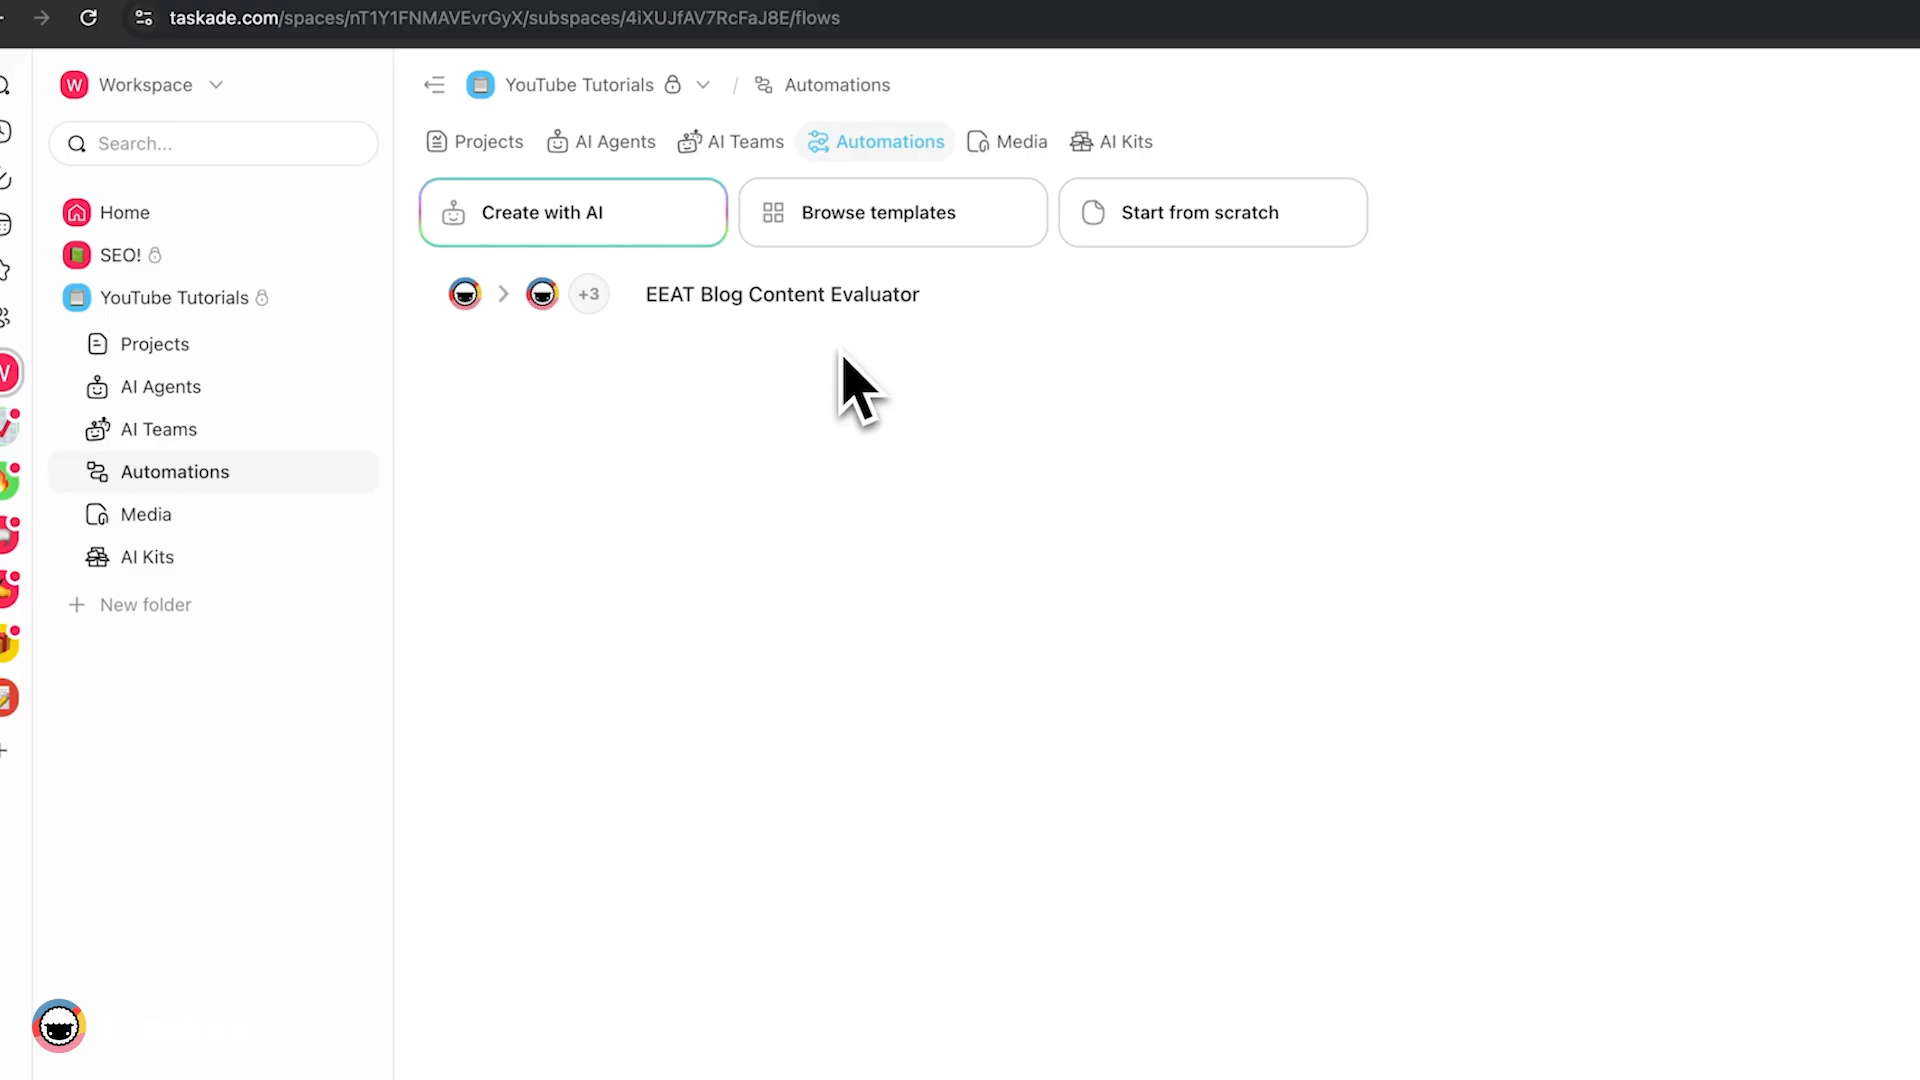 taskade.com/spaces/nT1Y1FNMAVEvrGyX/subspaces/4iXUJfAV7RcFaJ8E/flows
W Workspace
Search...
Home
SEO!
YouTube Tutorials
Projects
AI Agents
AI Teams
Automations
Media
AI Kits
New folder
YouTube Tutorials / Automations
Projects AI Agents AI Teams Automations Media AI Kits
Create with AI Browse templates Start from scratch
+3 EEAT Blog Content Evaluator